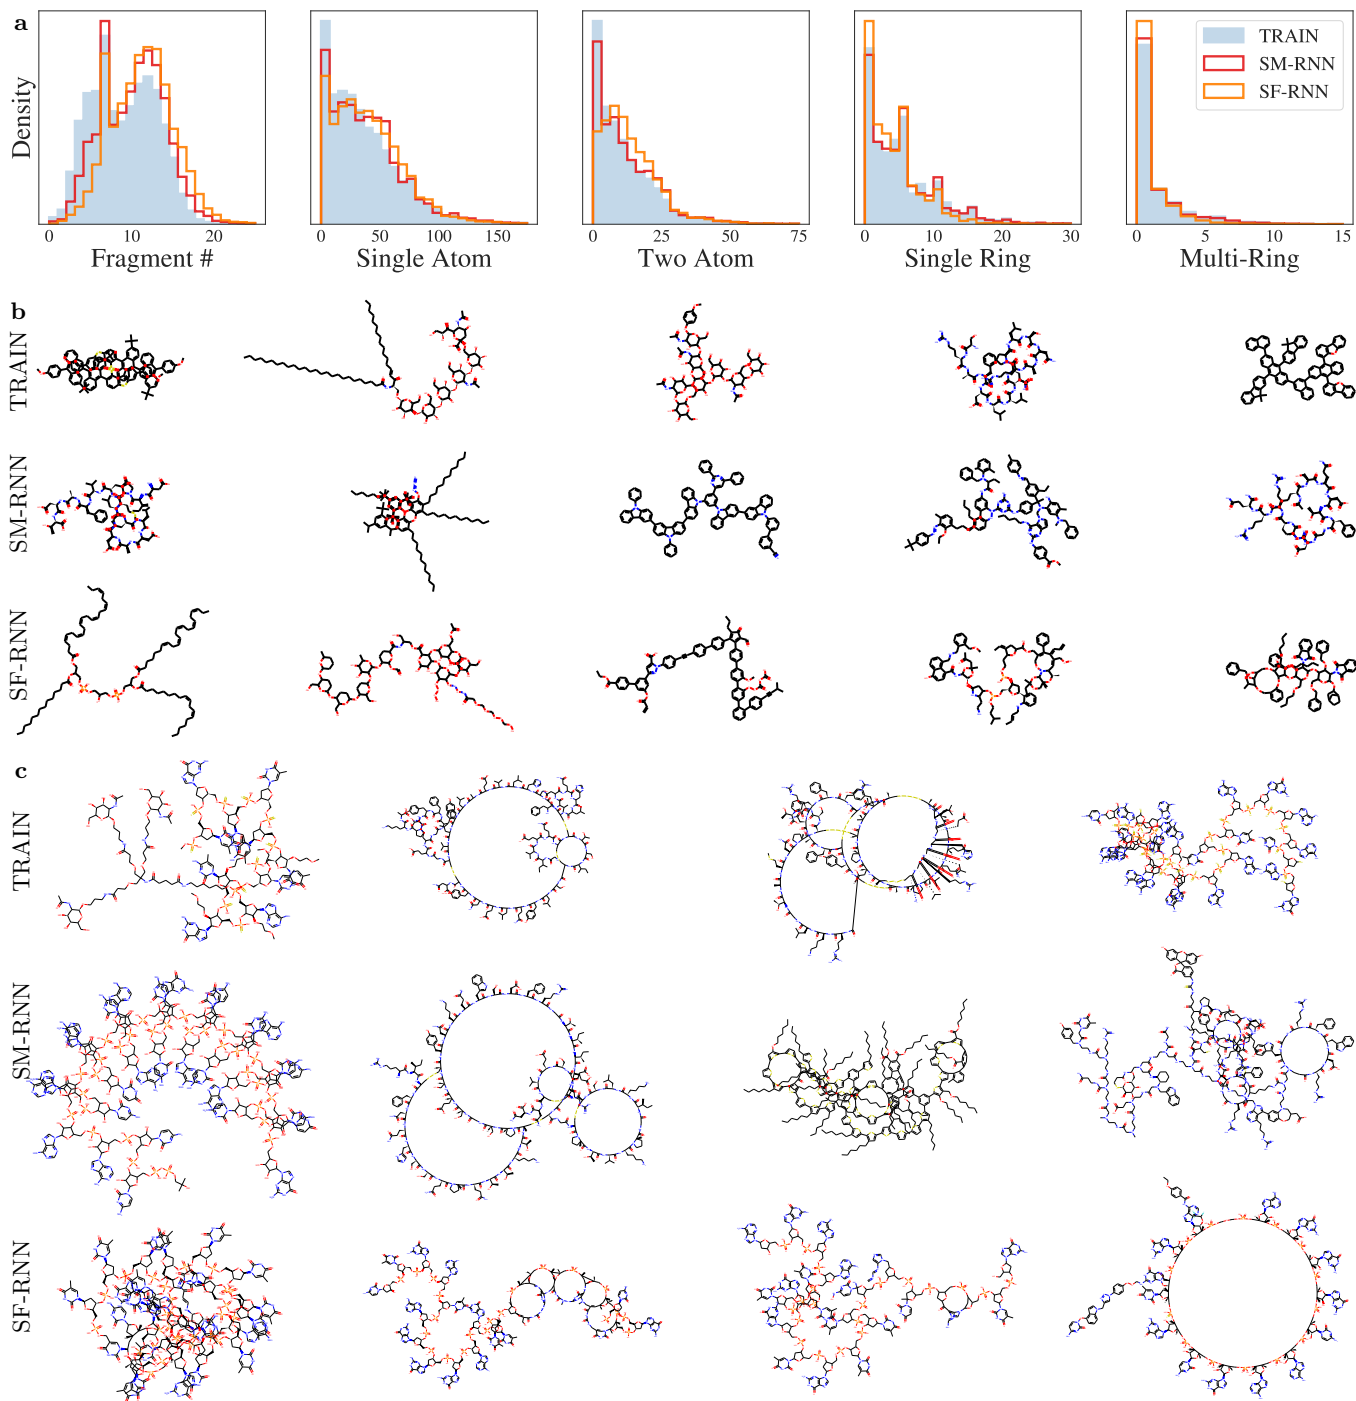 a
Density
0 10 20
Fragment #
0 50 100 150
Single Atom
0 25 50 75
Two Atom
0 10 20 30
Single Ring
0 5 10 15
Multi-Ring
TRAIN
SM-RNN
SF-RNN
b
TRAIN
SM-RNN
SF-RNN
c
TRAIN
SM-RNN
SF-RNN